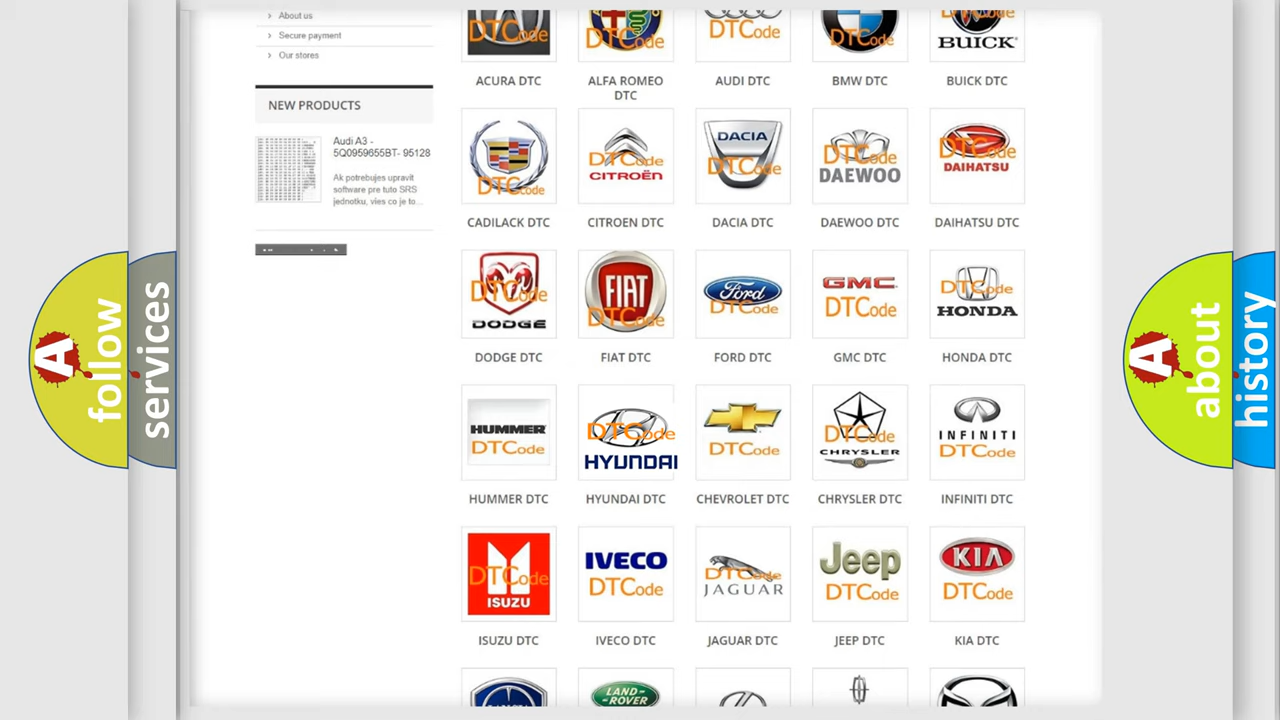 About us
Secure payment
Our stores
NEW PRODUCTS
Audi A3 -
5Q0959655BT- 95128
Ak potrebujes upravit
software pre tuto SRS
jednotku, vies co je to...
DTCode
DTCode
DTCode
DTCode
BUICK
ACURA DTC
ALFA ROMEO
DTC
AUDI DTC
BMW DTC
BUICK DTC
DTCode
DTCode
CITROËN
DACIA
DTCode
DTCode
DAEWOO
DTCode
DAIHATSU
CADILACK DTC
CITROEN DTC
DACIA DTC
DAEWOO DTC
DAIHATSU DTC
DTCode
DODGE
FIAT
DTCode
Ford
DTCode
GMC
DTCode
DTCode
HONDA
DODGE DTC
FIAT DTC
FORD DTC
GMC DTC
HONDA DTC
HUMMER
DTCode
DTCode
HYUNDAI
DTCode
DTCode
CHRYSLER
INFINITI
DTCode
HUMMER DTC
HYUNDAI DTC
CHEVROLET DTC
CHRYSLER DTC
INFINITI DTC
DTCode
ISUZU
IVECO
DTCode
DTCode
JAGUAR
Jeep
DTCode
KIA
DTCode
ISUZU DTC
IVECO DTC
JAGUAR DTC
JEEP DTC
KIA DTC
LAND-
ROVER
A
follow
services
A
about
history